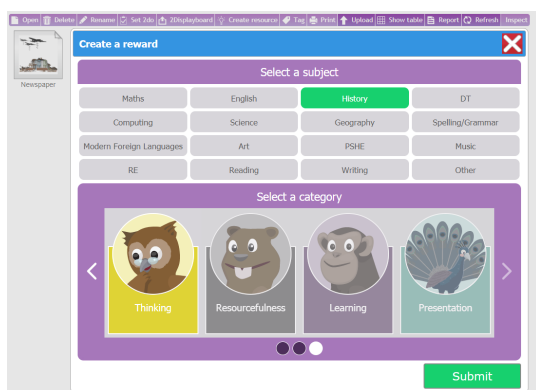 Open Delete Rename Set 2do 2Displayboard Create resource Tag Print Upload Show table Report Refresh Inspect
Newspaper
Create a reward
Select a subject
Maths English History DT
Computing Science Geography Spelling/Grammar
Modern Foreign Languages Art PSHE Music
RE Reading Writing Other
Select a category
Thinking Resourcefulness Learning Presentation
Submit